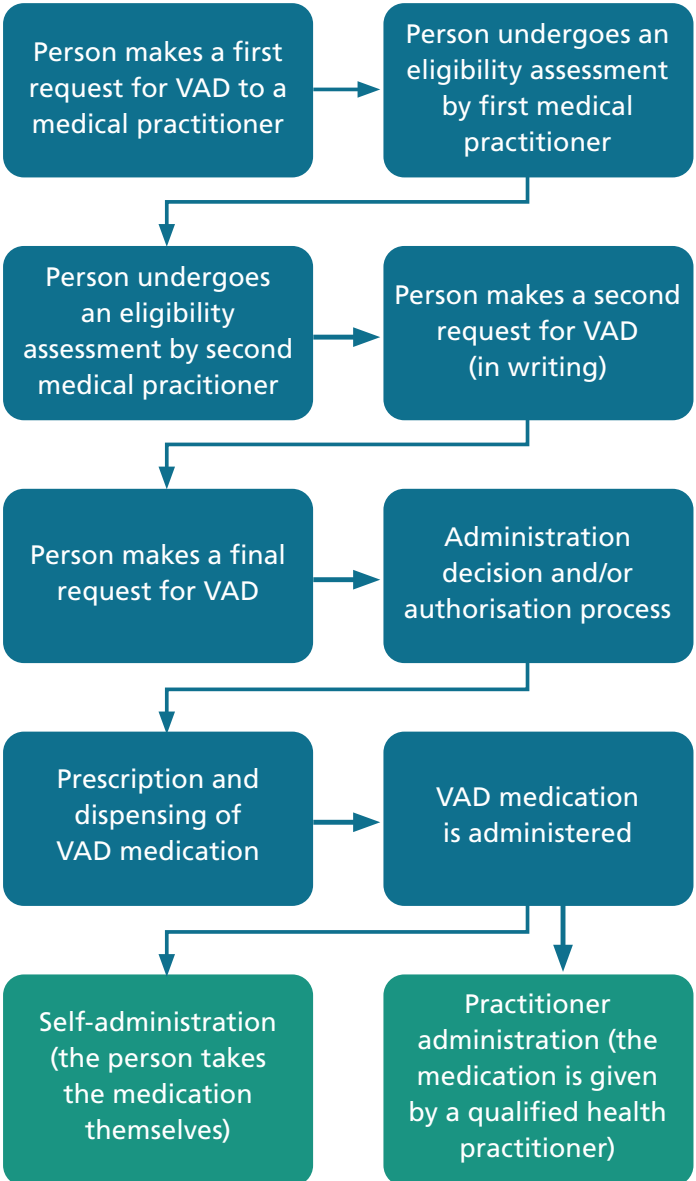 Person makes a first
request for VAD to a
medical practitioner
Person undergoes an
eligibility assessment
by first medical
practitioner
Person undergoes
an eligibility
assessment by second
medical pracitioner
Person makes a second
request for VAD
(in writing)
Person makes a final
request for VAD
Administration
decision and/or
authorisation process
Prescription and
dispensing of
VAD medication
VAD medication
is administered
Self-administration
(the person takes
the medication
themselves)
Practitioner
administration (the
medication is given
by a qualified health
practitioner)